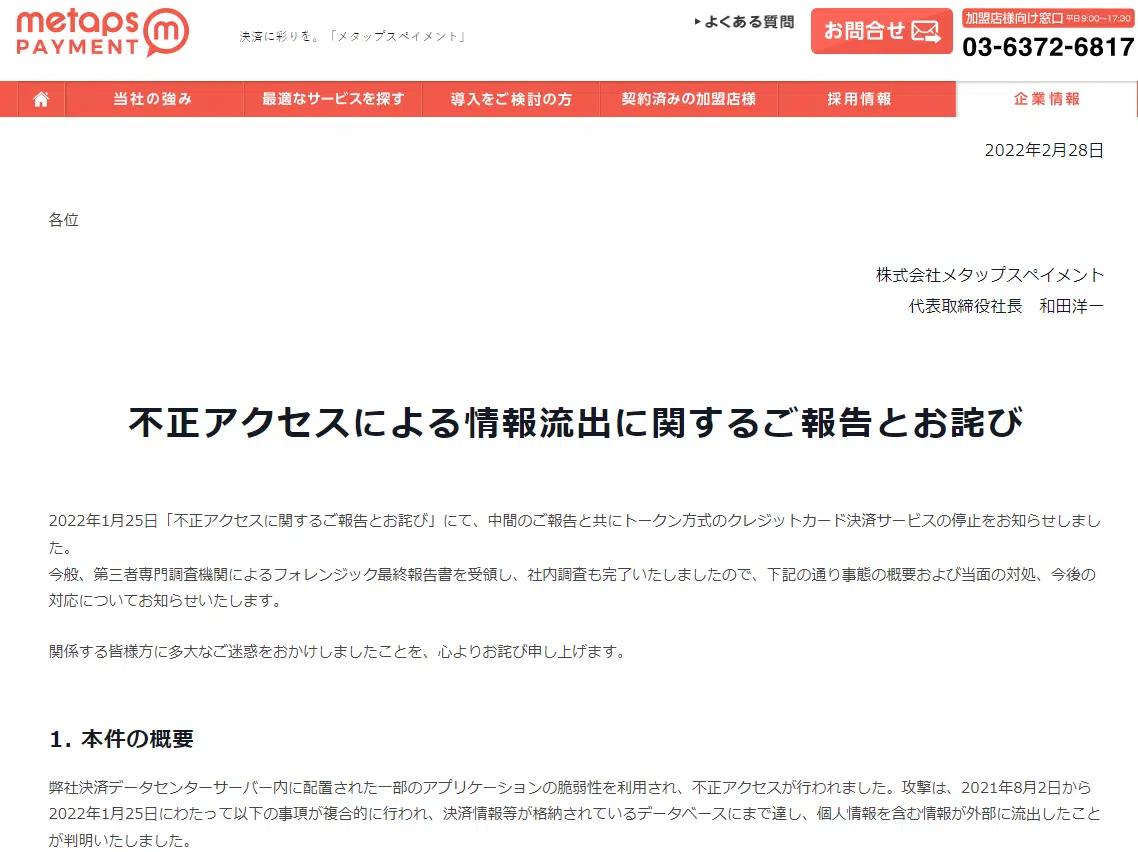 metaps
PAYMENT
決済に彩りを。「メタップスペイメント」
よくある質問
お問合せ
加盟店様向け窓口 平日9:00~17:30
03-6372-6817
当社の強み 最適なサービスを探す 導入をご検討の方 契約済みの加盟店様 採用情報 企業情報
2022年2月28日
各位
株式会社メタップスペイメント
代表取締役社長 和田洋一
不正アクセスによる情報流出に関するご報告とお詫び
2022年1月25日「不正アクセスに関するご報告とお詫び」にて、中間のご報告と共にトークン方式のクレジットカード決済サービスの停止をお知らせしまし
た。
今般、第三者専門調査機関によるフォレンジック最終報告書を受領し、社内調査も完了いたしましたので、下記の通り事態の概要および当面の対処、今後の
対応についてお知らせいたします。
関係する皆様方に多大なご迷惑をおかけしましたことを、心よりお詫び申し上げます。
1. 本件の概要
弊社決済データセンターサーバー内に配置された一部のアプリケーションの脆弱性を利用され、不正アクセスが行われました。攻撃は、2021年8月2日から
2022年1月25日にわたって以下の事項が複合的に行われ、決済情報等が格納されているデータベースにまで達し、個人情報を含む情報が外部に流出したこと
が判明いたしました。